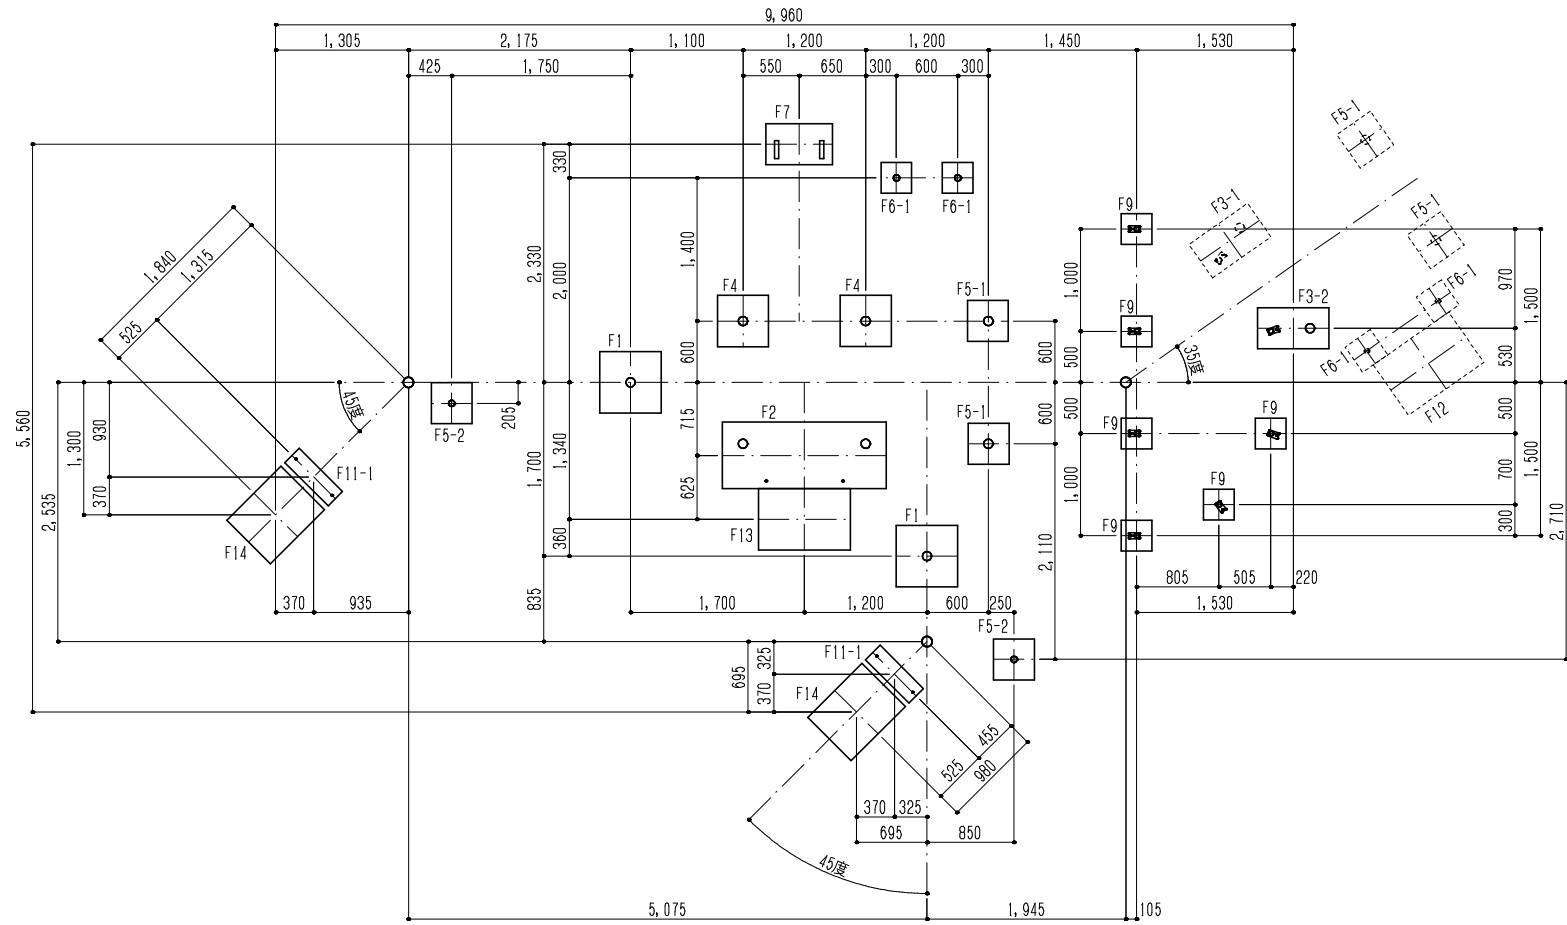 9,960
1,305 2,175 1,100 1,200 1,200 1,450 1,530
425 1,750 550 650 300 600 300
F7
F5-1
330
F6-1 F6-1
F9
F3-1
F5-1
1,840
1,315
2,330
2,000
1,400
1,000
970
1,500
525
F4 F4 F5-1
F9
F3-2
F6-1
F1
600
600
500
35度
530
F6-1
45度
F12
5,560
1,300
930
F5-2
205
1,700
1,340
715
F2
F5-1
600
500
F9 F9
500
1,500
2,535
370
F11-1
F14
625
F13
F1
1,000
F9
F9
700
300
2,710
360
2,110
805 505 220
370 935
835
1,700 1,200 600 250
1,530
F5-2
695
325
370
F11-1
F14
455
525
980
370 325
695 850
45度
5,075 1,945 105